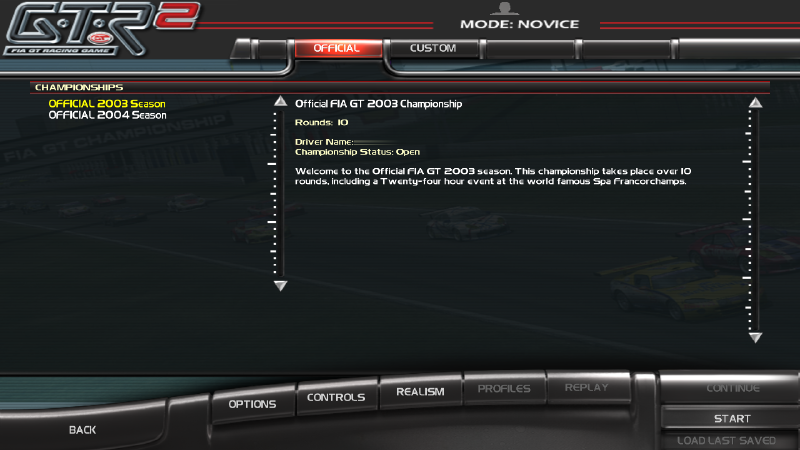 GTR2
FIA GT RACING GAME
MODE: NOVICE
OFFICIAL
CUSTOM
CHAMPIONSHIPS
OFFICIAL 2003 Season
OFFICIAL 2004 Season
Official FIA GT 2003 Championship
Rounds: 10
Driver Name:
Championship Status: Open
Welcome to the Official FIA GT 2003 season. This championship takes place over 10
rounds, including a Twenty-four hour event at the world famous Spa Francorchamps.
FIA GT CHAMPIONSHIP
BACK
OPTIONS
CONTROLS
REALISM
PROFILES
REPLAY
CONTINUE
START
LOAD LAST SAVED